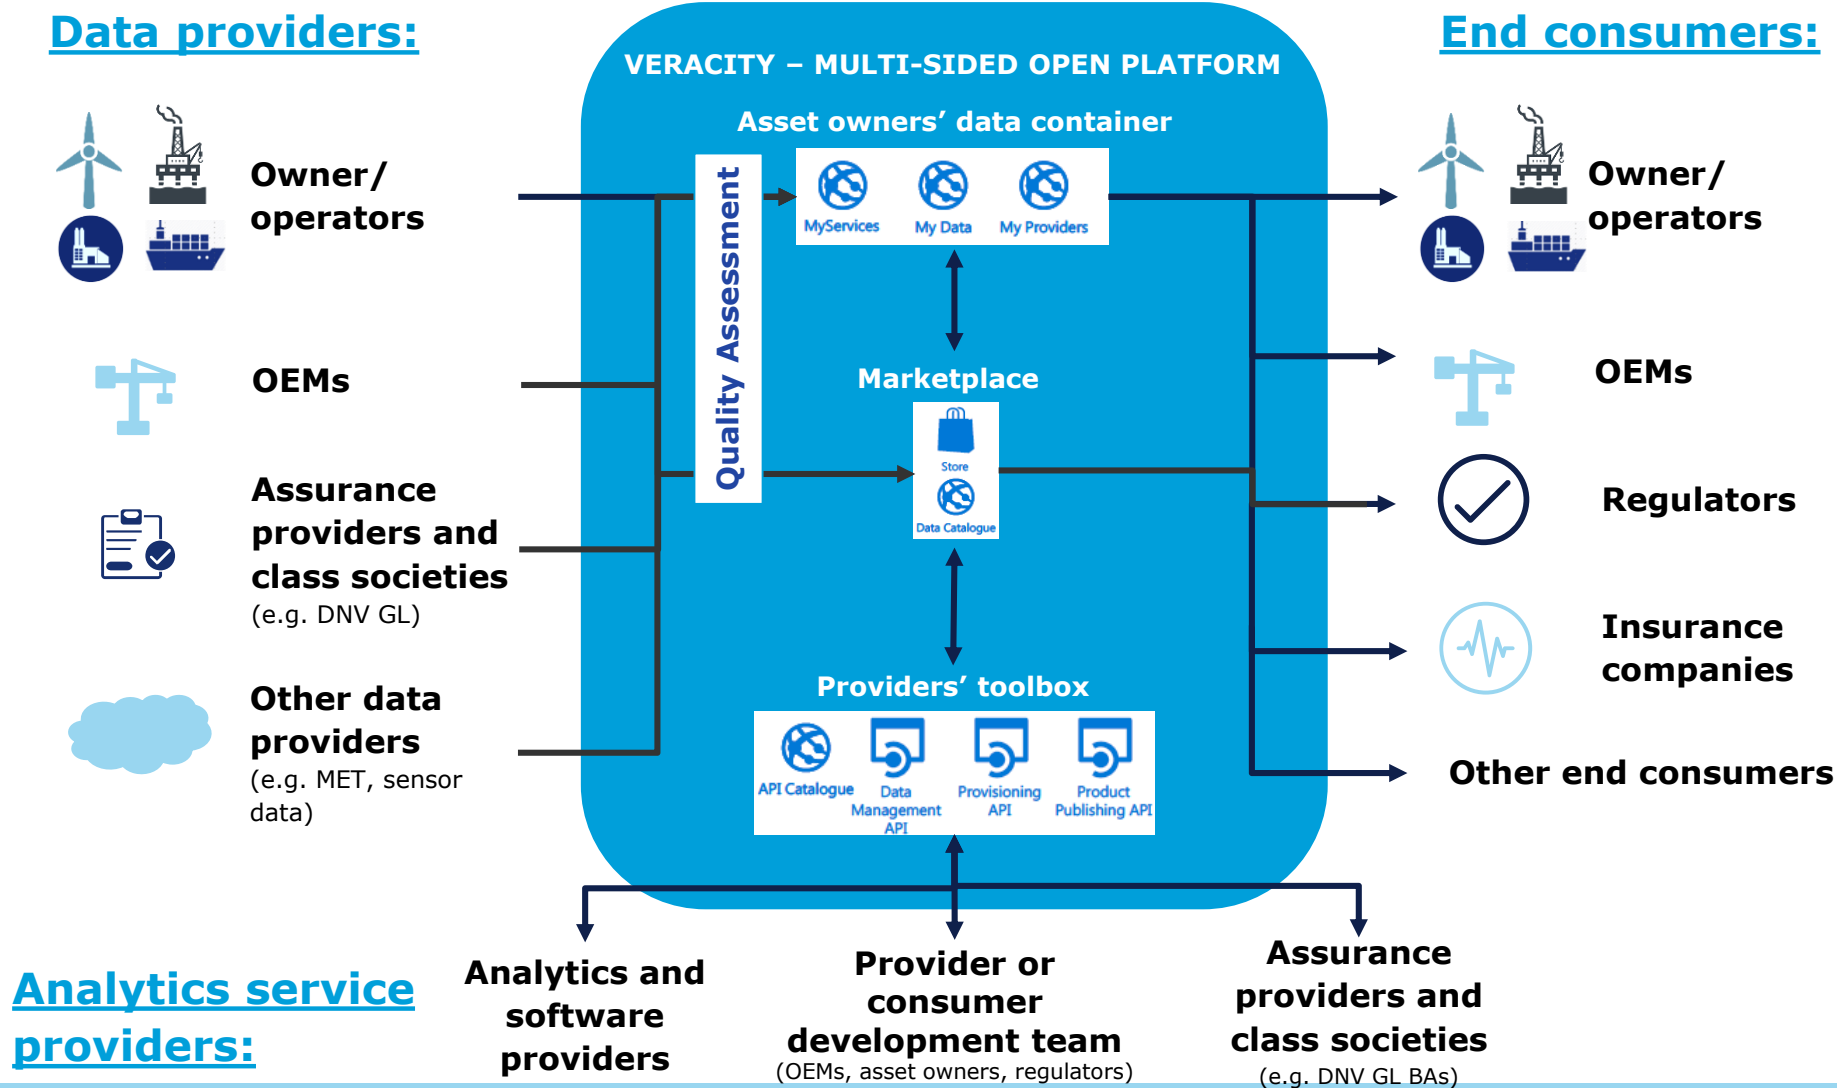 Data providers:
Owner/
operators
OEMs
Assurance
providers and
class societies
(e.g. DNV GL)
Other data
providers
(e.g. MET, sensor
data)
VERACITY – MULTI-SIDED OPEN PLATFORM
Asset owners’ data container
Quality Assessment
MyServices
My Data
My Providers
Marketplace
Store
Data Catalogue
Providers’ toolbox
API Catalogue
Data
Management
API
Provisioning
API
Product
Publishing API
End consumers:
Owner/
operators
OEMs
Regulators
Insurance
companies
Other end consumers
Analytics service
providers:
Analytics and
software
providers
Provider or
consumer
development team
(OEMs, asset owners, regulators)
Assurance
providers and
class societies
(e.g. DNV GL BAs)